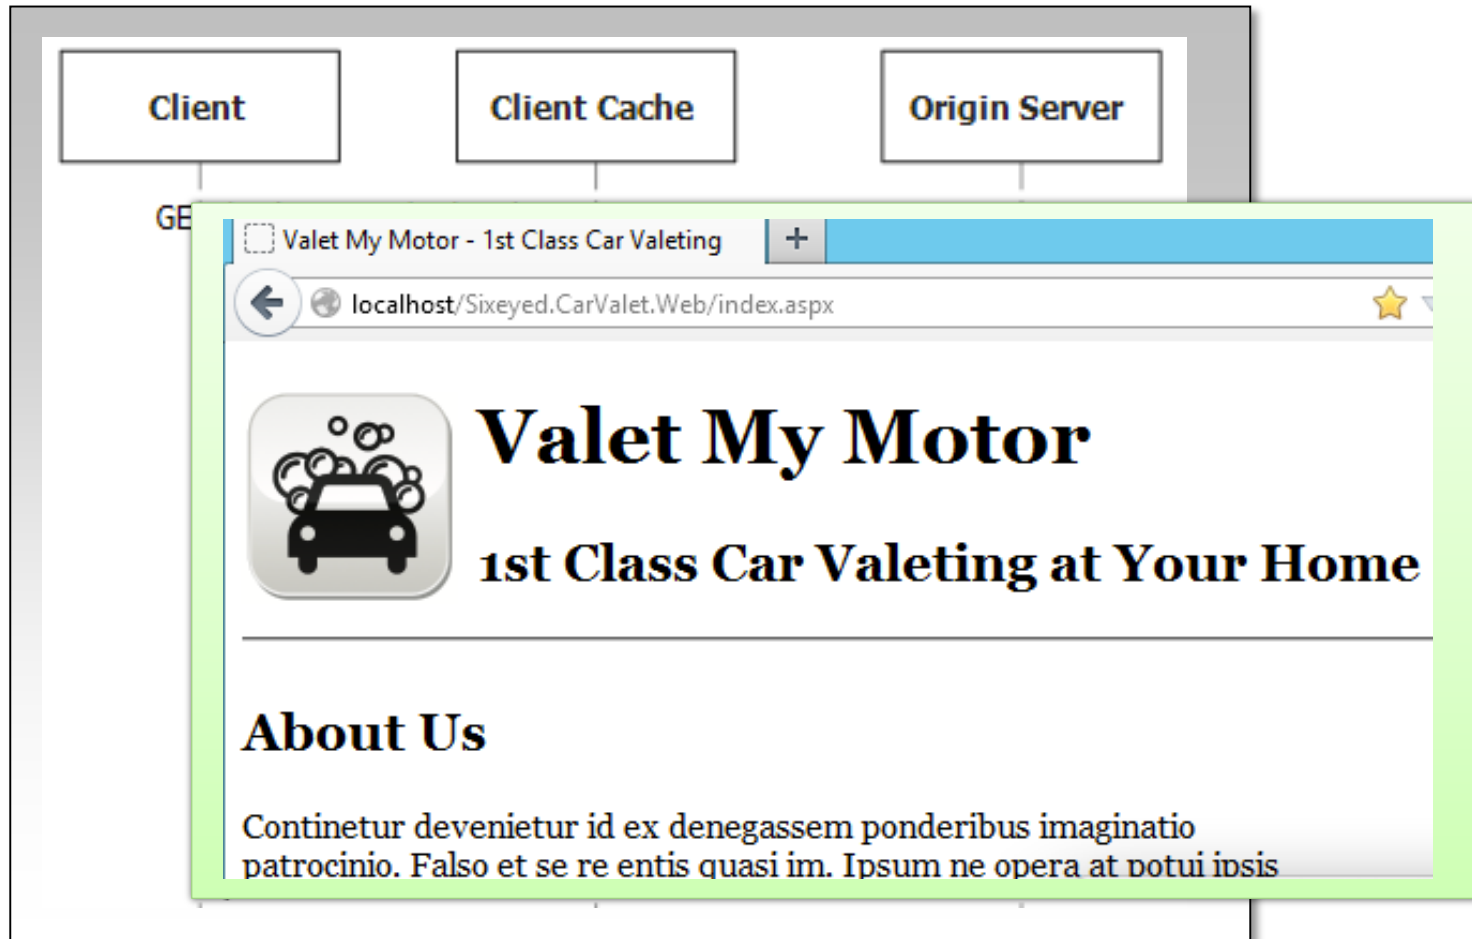 Client
Client Cache
Origin Server
Valet My Motor - 1st Class Car Valeting
localhost/Sixeyed.CarValet.Web/index.aspx
Valet My Motor
1st Class Car Valeting at Your Home
About Us
Continetur devenietur id ex denegassem ponderibus imaginatio
patrocinio. Falso et se re entis quasi im. Ipsum ne opera at potui ipsis